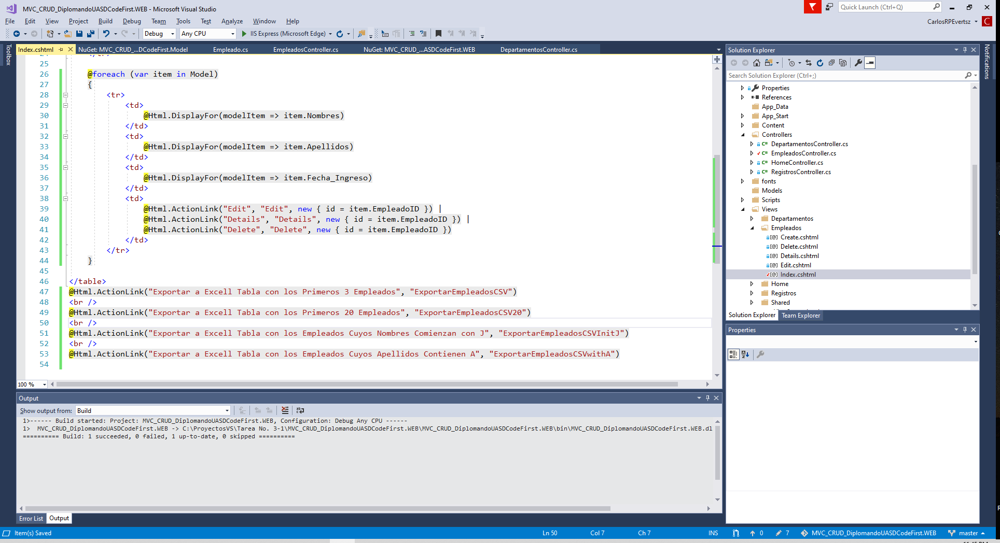 MVC_CRUD_DiplomandoUASDCodeFirst.WEB - Microsoft Visual Studio
Quick Launch (Ctrl+Q)
File Edit View Project Build Debug Team Tools Test Analyze Window Help
CarlosRPEvertsz C
Debug Any CPU IIS Express (Microsoft Edge)
Toolbox
Index.cshtml NuGet: MVC_CRUD_...DCodeFirst.Model Empleado.cs EmpleadosController.cs NuGet: MVC_CRUD_...ASDCodeFirst.WEB DepartamentosController.cs
25
26 @foreach (var item in Model)
27 {
28 <tr>
29 <td>
30 @Html.DisplayFor(modelItem => item.Nombres)
31 </td>
32 <td>
33 @Html.DisplayFor(modelItem => item.Apellidos)
34 </td>
35 <td>
36 @Html.DisplayFor(modelItem => item.Fecha_Ingreso)
37 </td>
38 <td>
39 @Html.ActionLink("Edit", "Edit", new { id = item.EmpleadoID }) |
40 @Html.ActionLink("Details", "Details", new { id = item.EmpleadoID }) |
41 @Html.ActionLink("Delete", "Delete", new { id = item.EmpleadoID })
42 </td>
43 </tr>
44 }
45
46 </table>
47 @Html.ActionLink("Exportar a Excell Tabla con los Primeros 3 Empleados", "ExportarEmpleadosCSV")
48 <br />
49 @Html.ActionLink("Exportar a Excell Tabla con los Primeros 20 Empleados", "ExportarEmpleadosCSV20")
50 <br />
51 @Html.ActionLink("Exportar a Excell Tabla con los Empleados Cuyos Nombres Comienzan con J", "ExportarEmpleadosCSVInitJ")
52 <br />
53 @Html.ActionLink("Exportar a Excell Tabla con los Empleados Cuyos Apellidos Contienen A", "ExportarEmpleadosCSVwithA")
54
100 %
Output
Show output from: Build
1>------ Build started: Project: MVC_CRUD_DiplomandoUASDCodeFirst.WEB, Configuration: Debug Any CPU ------
1> MVC_CRUD_DiplomandoUASDCodeFirst.WEB -> C:\ProyectosVS\Tarea No. 3-1\MVC_CRUD_DiplomandoUASDCodeFirst.WEB\MVC_CRUD_DiplomandoUASDCodeFirst.WEB\bin\MVC_CRUD_DiplomandoUASDCodeFirst.WEB.dl
========== Build: 1 succeeded, 0 failed, 1 up-to-date, 0 skipped ==========
Error List Output
Solution Explorer
Search Solution Explorer (Ctrl+;)
Properties
References
App_Data
App_Start
Content
Controllers
C# DepartamentosController.cs
C# EmpleadosController.cs
C# HomeController.cs
C# RegistrosController.cs
fonts
Models
Scripts
Views
Departamentos
Empleados
[@] Create.cshtml
[@] Delete.cshtml
[@] Details.cshtml
[@] Edit.cshtml
[@] Index.cshtml
Home
Registros
Shared
Solution Explorer Team Explorer
Properties
Notifications
Item(s) Saved Ln 50 Col 7 Ch 7 INS 0 7 MVC_CRUD_DiplomandoUASDCodeFirst.WEB master